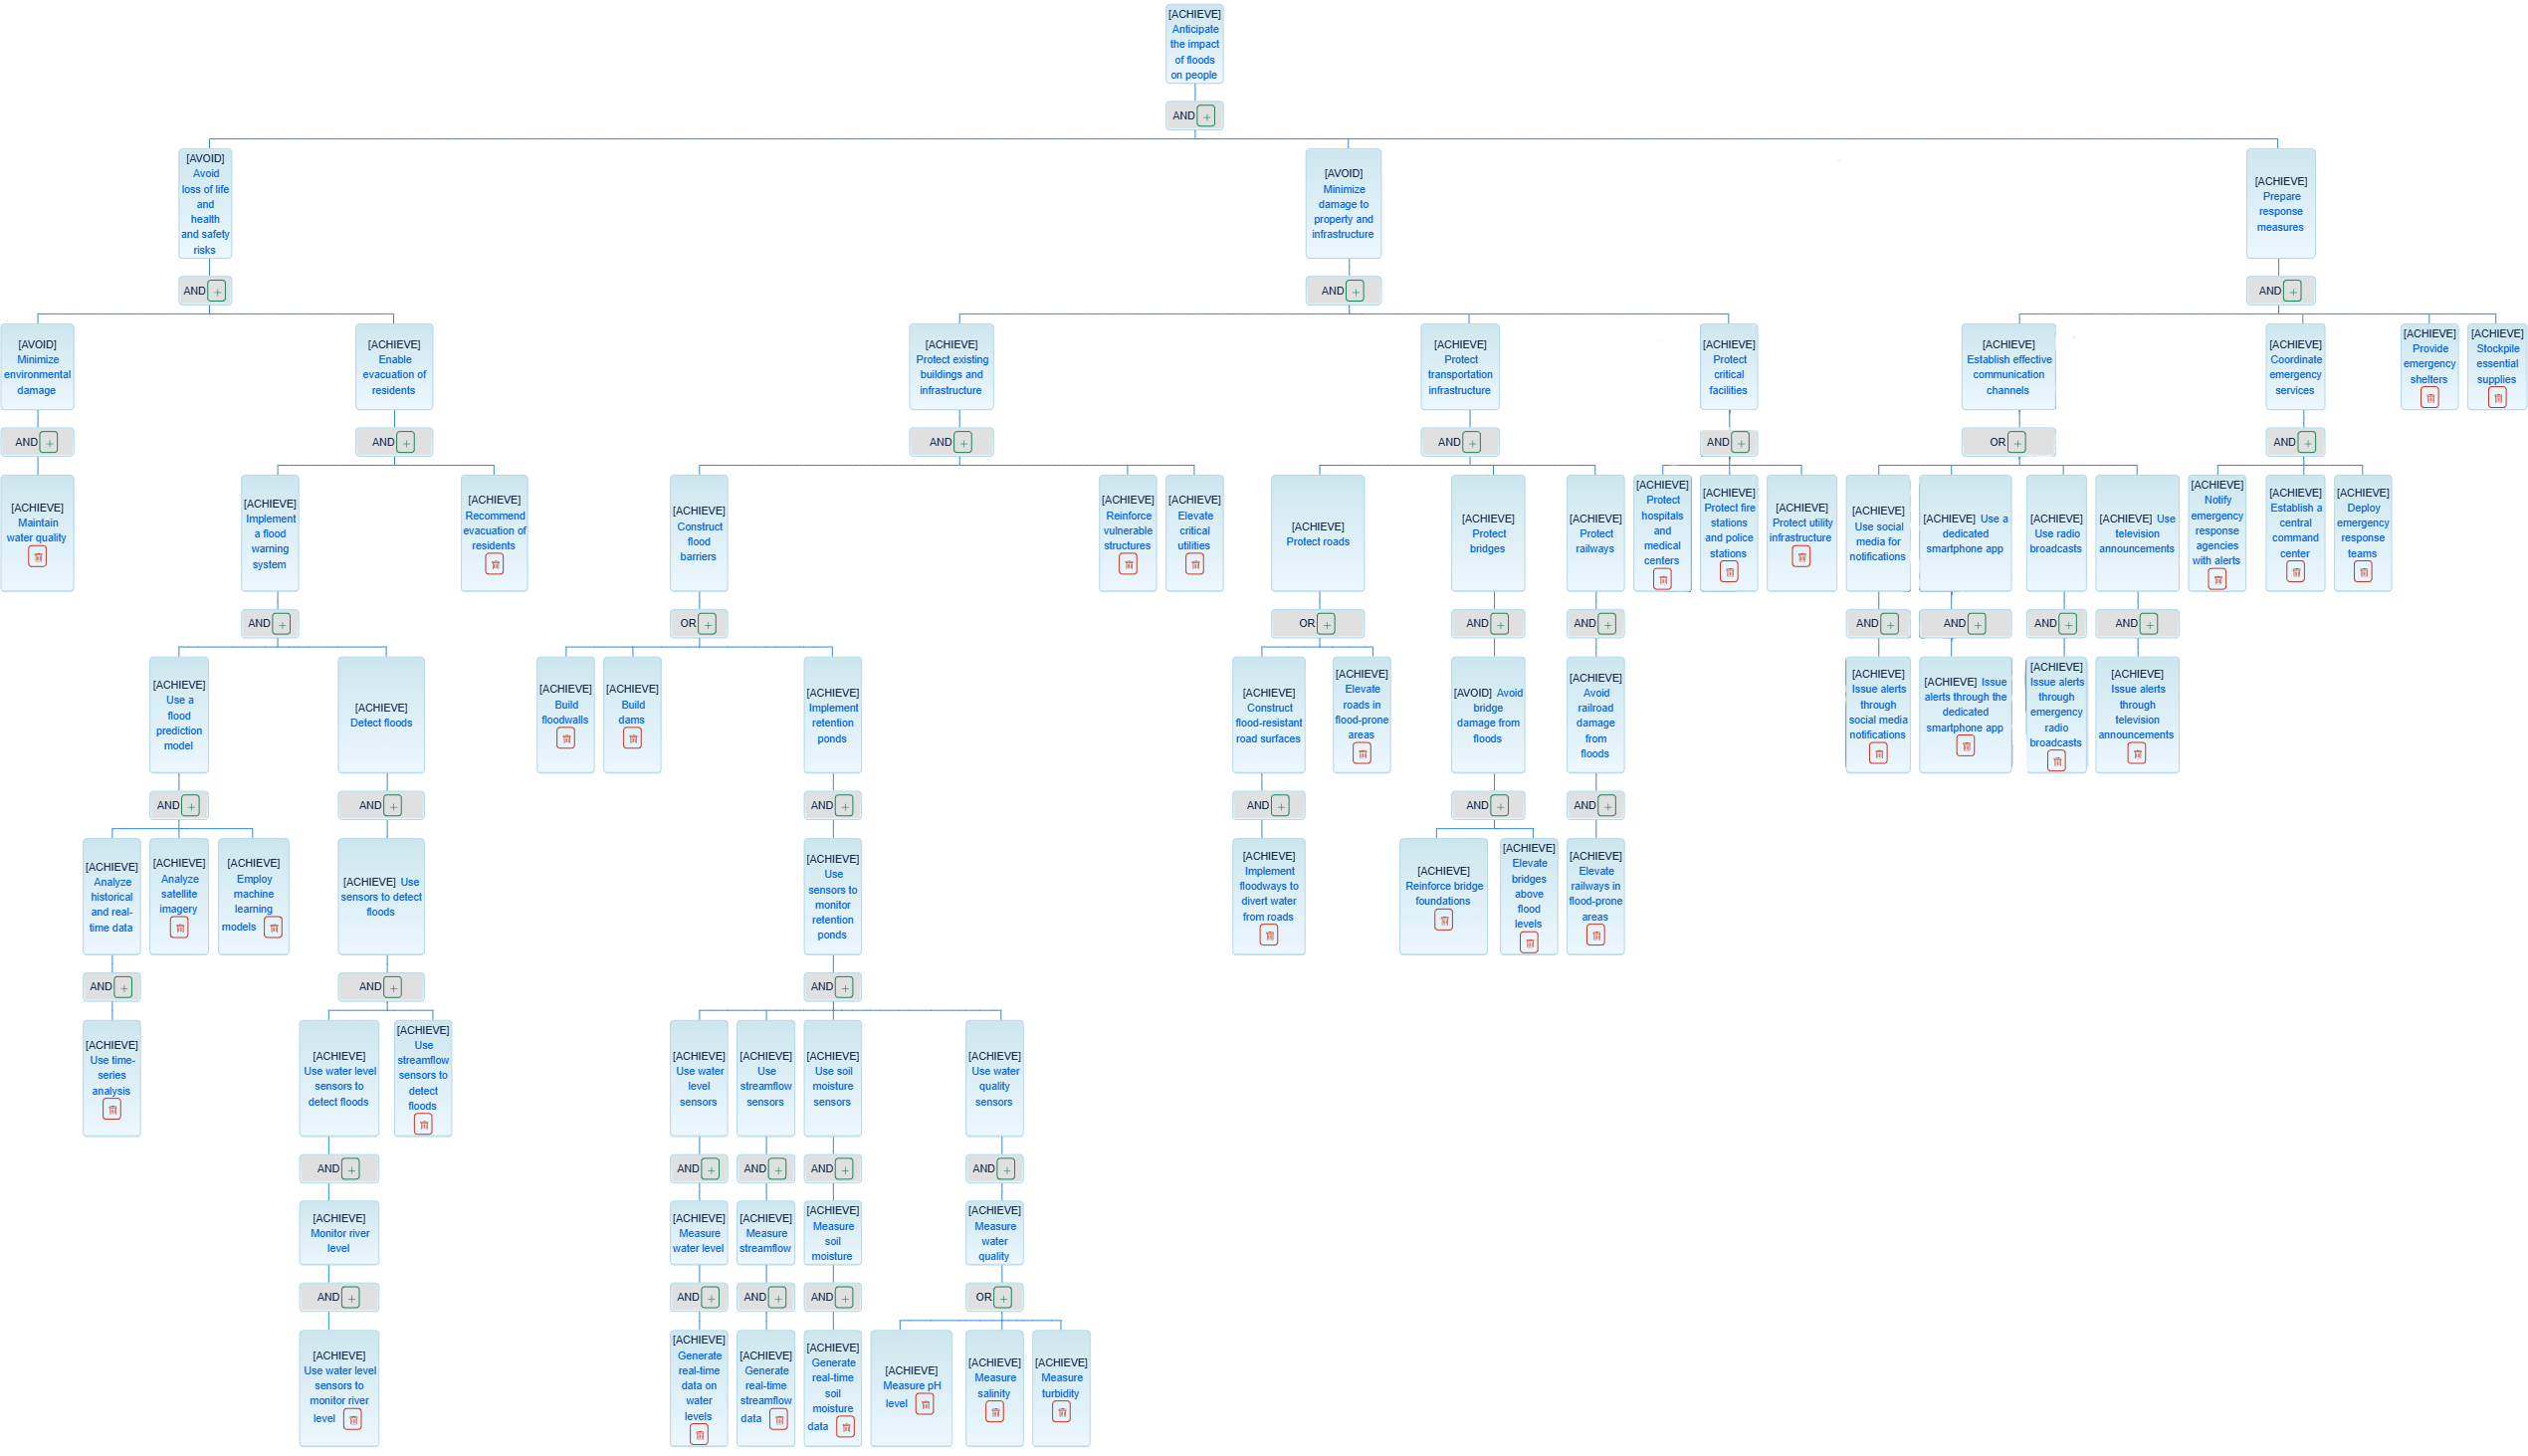 [ACHIEVE]
Anticipate
the impact
of floods
on people
AND +
[AVOID]
Avoid
loss of life
and
health
and safety
risks
[AVOID]
Minimize
damage to
property and
infrastructure
[ACHIEVE]
Prepare
response
measures
AND +
AND +
AND +
[AVOID]
Minimize
environmental
damage
[ACHIEVE]
Enable
evacuation of
residents
[ACHIEVE]
Protect existing
buildings and
infrastructure
[ACHIEVE]
Protect
transportation
infrastructure
[ACHIEVE]
Protect
critical
facilities
[ACHIEVE]
Establish effective
communication
channels
[ACHIEVE]
Coordinate
emergency
services
[ACHIEVE]
Provide
emergency
shelters
[ACHIEVE]
Stockpile
essential
supplies
AND +
AND +
AND +
AND +
AND +
OR +
AND +
[ACHIEVE]
Maintain
water quality
[ACHIEVE]
Implement
a flood
warning
system
[ACHIEVE]
Recommend
evacuation of
residents
[ACHIEVE]
Construct
flood
barriers
[ACHIEVE]
Reinforce
vulnerable
structures
[ACHIEVE]
Elevate
critical
utilities
[ACHIEVE]
Protect roads
[ACHIEVE]
Protect
bridges
[ACHIEVE]
Protect
railways
[ACHIEVE]
Protect
hospitals
and
medical
centers
[ACHIEVE]
Protect fire
stations
and police
stations
[ACHIEVE]
Protect utility
infrastructure
[ACHIEVE]
Use social
media for
notifications
[ACHIEVE] Use a
dedicated
smartphone app
[ACHIEVE]
Use radio
broadcasts
[ACHIEVE] Use
television
announcements
[ACHIEVE]
Notify
emergency
response
agencies
with alerts
[ACHIEVE]
Establish a
central
command
center
[ACHIEVE]
Deploy
emergency
response
teams
AND +
OR +
OR +
AND +
AND +
AND +
AND +
AND +
AND +
[ACHIEVE]
Use a
flood
prediction
model
[ACHIEVE]
Detect floods
[ACHIEVE]
Build
floodwalls
[ACHIEVE]
Build
dams
[ACHIEVE]
Implement
retention
ponds
[ACHIEVE]
Construct
flood-resistant
road surfaces
[ACHIEVE]
Elevate
roads in
flood-prone
areas
[AVOID] Avoid
bridge
damage from
floods
[ACHIEVE]
Avoid
railroad
damage
from
floods
[ACHIEVE]
Issue alerts
through
social media
notifications
[ACHIEVE] Issue
alerts through the
dedicated
smartphone app
[ACHIEVE]
Issue alerts
through
emergency
radio
broadcasts
[ACHIEVE]
Issue alerts
through
television
announcements
AND +
AND +
AND +
AND +
AND +
AND +
[ACHIEVE]
Analyze
historical
and real-
time data
[ACHIEVE]
Analyze
satellite
imagery
[ACHIEVE]
Employ
machine
learning
models
[ACHIEVE] Use
sensors to detect
floods
[ACHIEVE]
Use
sensors to
monitor
retention
ponds
[ACHIEVE]
Implement
floodways to
divert water
from roads
[ACHIEVE]
Reinforce bridge
foundations
[ACHIEVE]
Elevate
bridges
above
flood
levels
[ACHIEVE]
Elevate
railways in
flood-prone
areas
AND +
AND +
AND +
[ACHIEVE]
Use time-
series
analysis
[ACHIEVE]
Use water level
sensors to
detect floods
[ACHIEVE]
Use
streamflow
sensors to
detect
floods
[ACHIEVE]
Use water
level
sensors
[ACHIEVE]
Use
streamflow
sensors
[ACHIEVE]
Use soil
moisture
sensors
[ACHIEVE]
Use water
quality
sensors
AND +
AND +
AND +
AND +
AND +
[ACHIEVE]
Monitor river
level
[ACHIEVE]
Measure
water level
[ACHIEVE]
Measure
streamflow
[ACHIEVE]
Measure
soil
moisture
[ACHIEVE]
Measure
water
quality
AND +
AND +
AND +
AND +
OR +
[ACHIEVE]
Use water level
sensors to
monitor river
level
[ACHIEVE]
Generate
real-time
data on
water
levels
[ACHIEVE]
Generate
real-time
streamflow
data
[ACHIEVE]
Generate
real-time
soil
moisture
data
[ACHIEVE]
Measure pH
level
[ACHIEVE]
Measure
salinity
[ACHIEVE]
Measure
turbidity